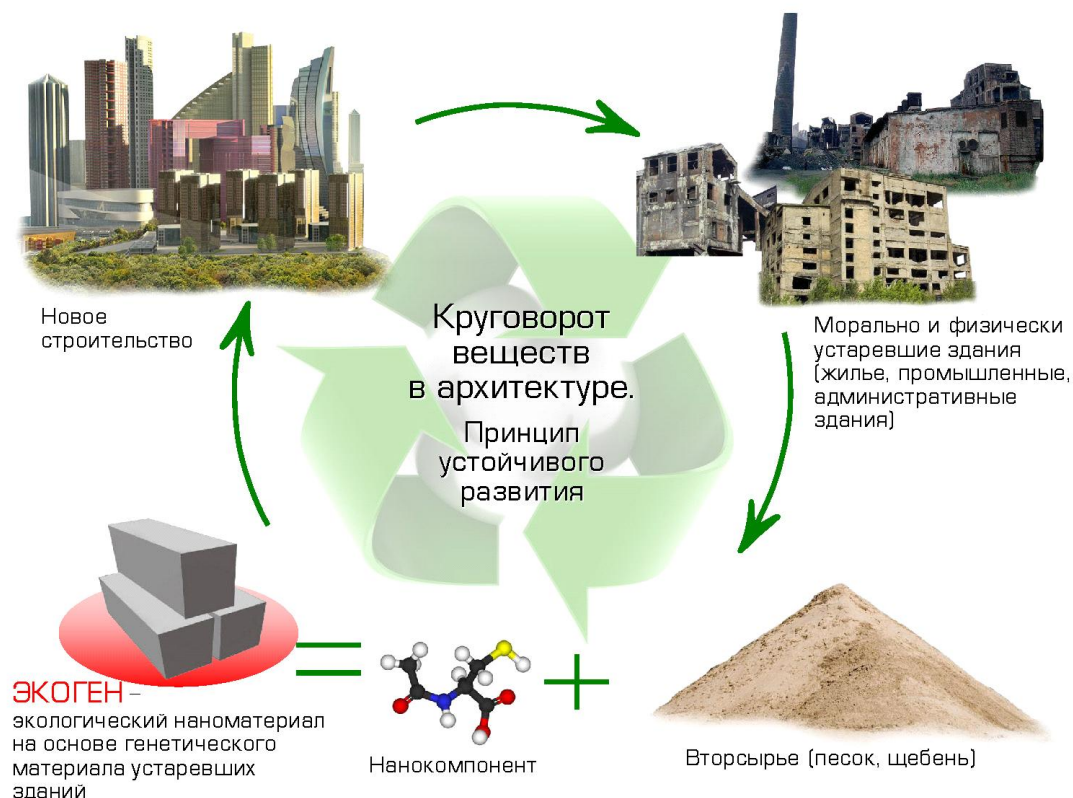 Новое
строительство
Круговорот
веществ
в архитектуре.
Принцип
устойчивого
развития
Морально и физически
устаревшие здания
(жилье, промышленные,
административные
здания)
ЭКОГЕН –
экологический наноматериал
на основе генетического
материала устаревших
зданий
=
Нанокомпонент
+
Вторсырье (песок, щебень)